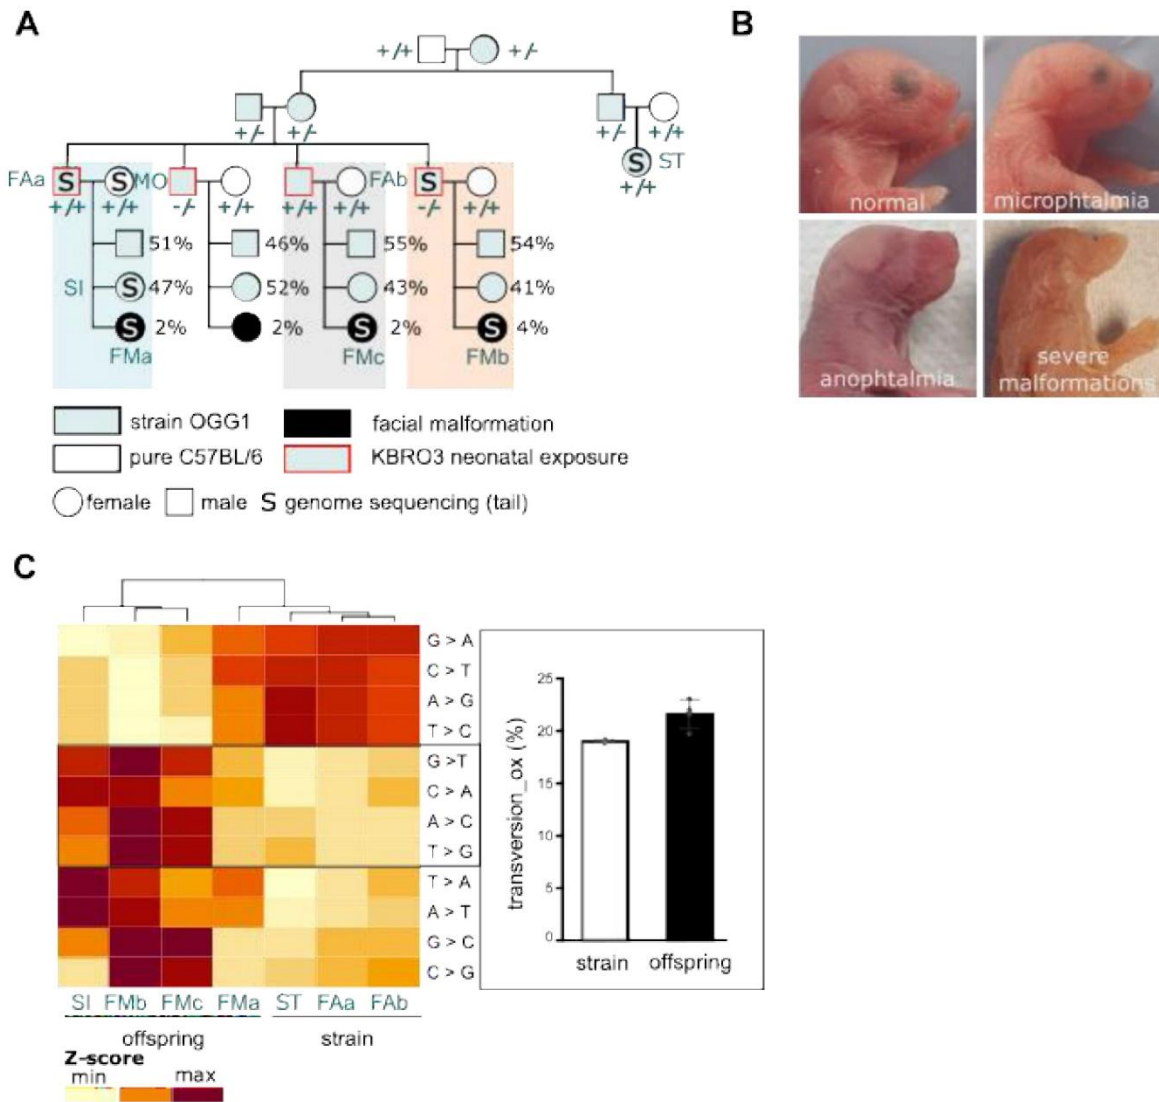 A
+/+ +/-
+/- +/- +/- +/+
FAa S S MO FAb S S ST
+/+ +/+ -/- +/+ +/+ +/+ -/- +/+ +/+
51% 46% 55% 54%
SI S 47% 52% 43% 41%
S 2% 2% S 2% S 4%
FMa FMc FMb
strain OGG1 facial malformation
pure C57BL/6 KBRO3 neonatal exposure
female male S genome sequencing (tail)
B
normal microphtalmia
anophtalmia severe
malformations
C
G > A
C > T
A > G
T > C
G >T
C > A
A > C
T > G
T > A
A > T
G > C
C > G
SI FMb FMc FMa ST FAa FAb
offspring strain
Z-score
min max
transversion_ox (%)
25
20
15
10
5
0
strain offspring